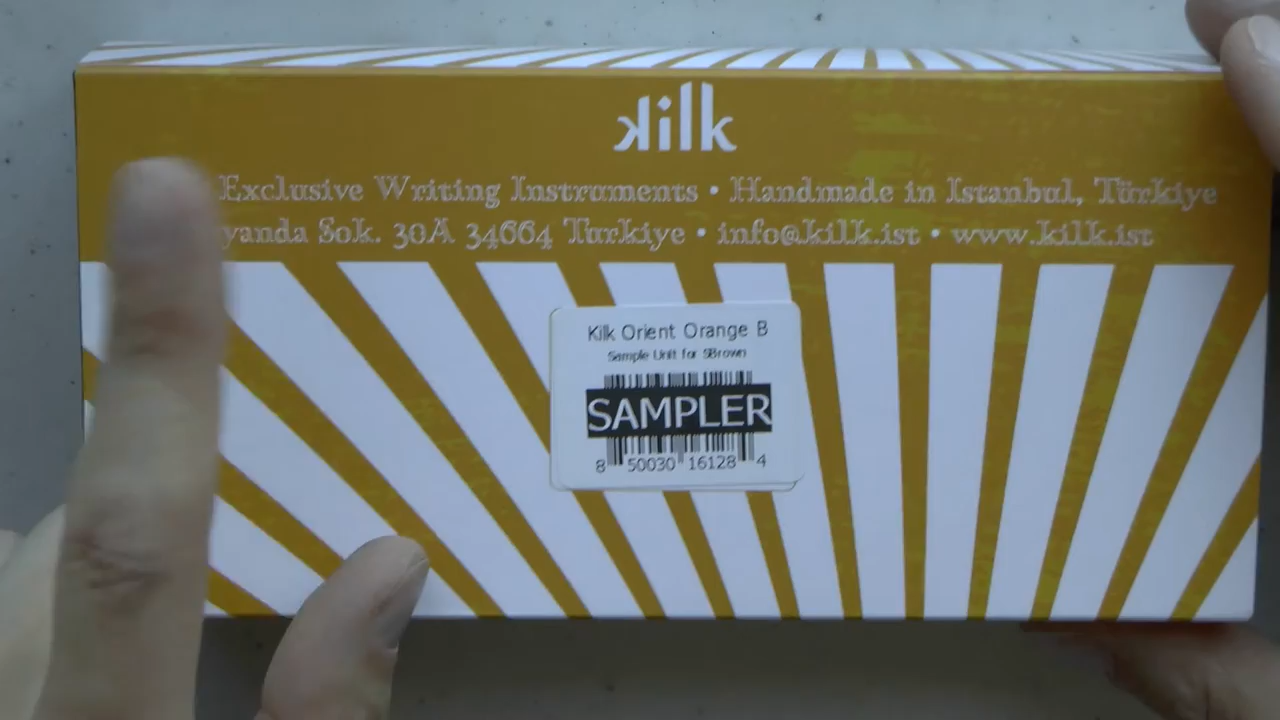 kilk
Exclusive Writing Instruments • Handmade in Istanbul, Türkiye
Sok. 30A 34664 Türkiye • info@kilk.ist • www.kilk.ist
Kilk Orient Orange B
Sample Unit for SBrown
SAMPLER
8 50030 16128 4